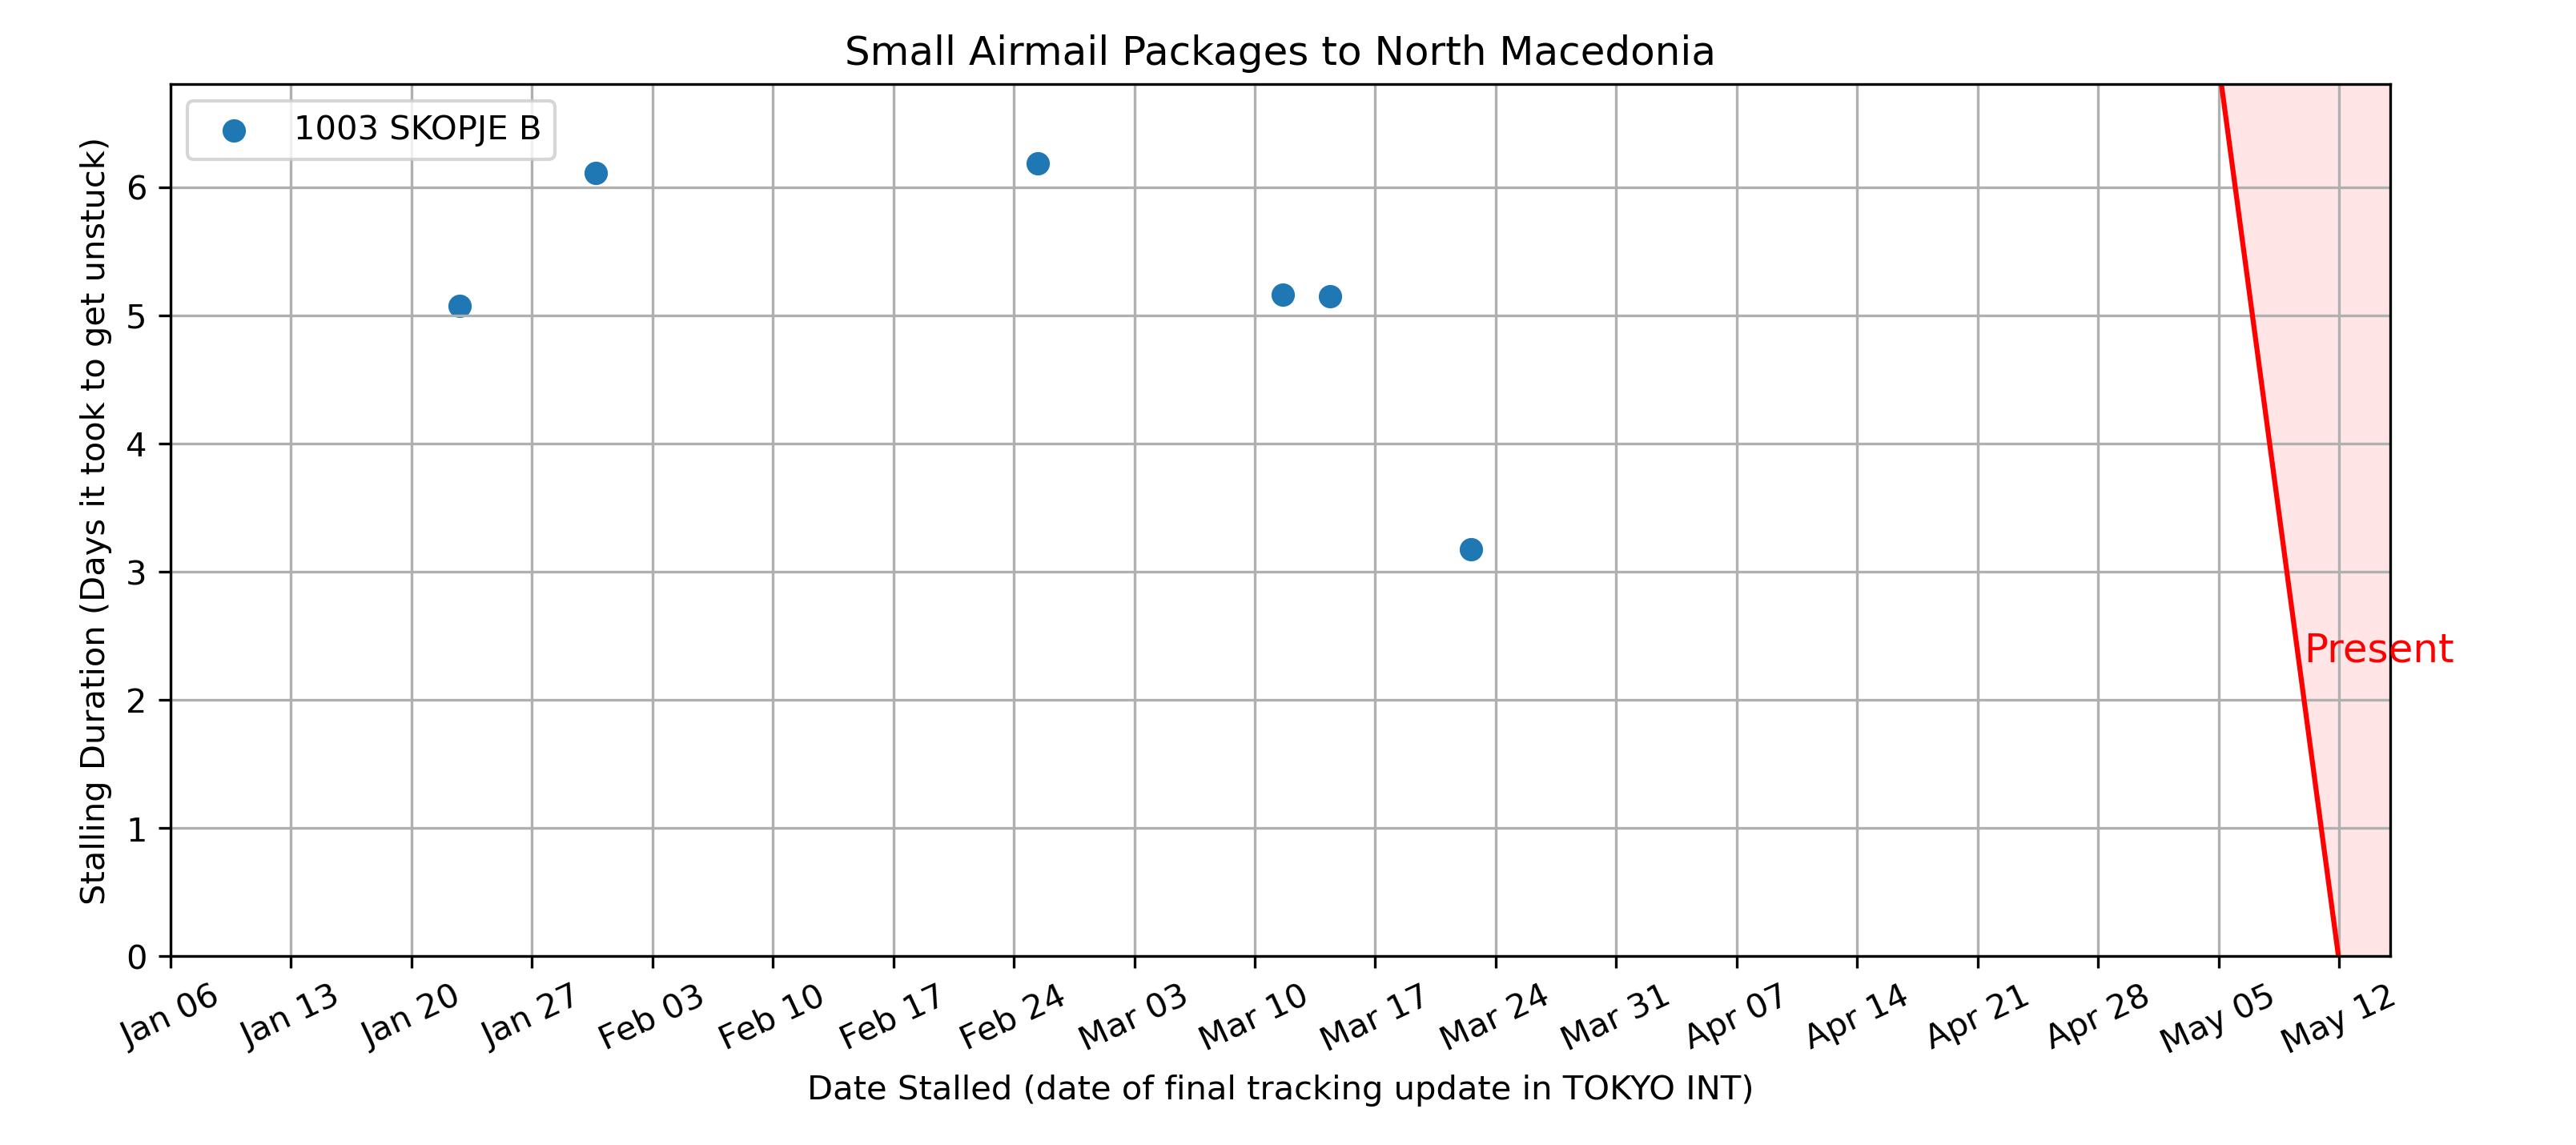 Small Airmail Packages to North Macedonia
1003 SKOPJE B
Stalling Duration (Days it took to get unstuck)
6
5
4
3
2
1
0
Present
Jan 06 Jan 13 Jan 20 Jan 27 Feb 03 Feb 10 Feb 17 Feb 24 Mar 03 Mar 10 Mar 17 Mar 24 Mar 31 Apr 07 Apr 14 Apr 21 Apr 28 May 05 May 12
Date Stalled (date of final tracking update in TOKYO INT)